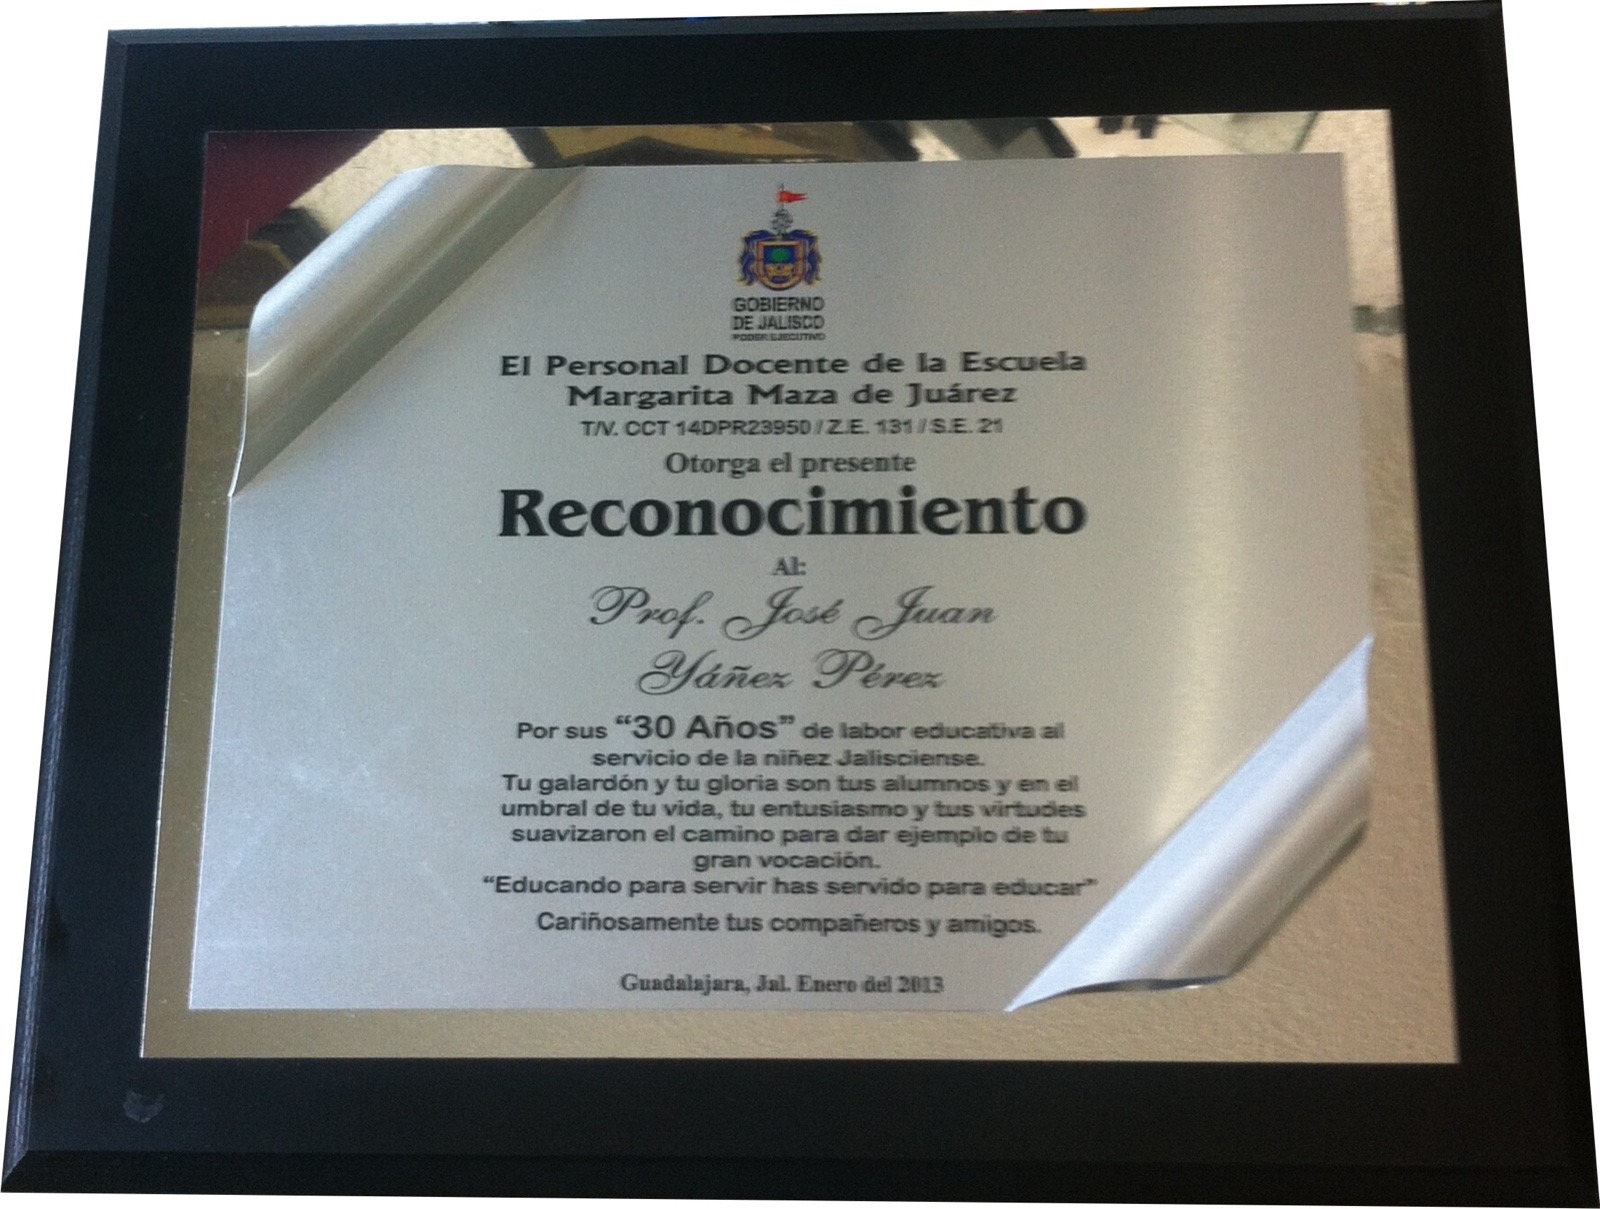 GOBIERNO
DE JALISCO
PODER EJECUTIVO
El Personal Docente de la Escuela
Margarita Maza de Juárez
T/V. CCT 14DPR23950 / Z.E. 131 / S.E. 21
Otorga el presente
Reconocimiento
Al:
Prof. José Juan
Yáñez Pérez
Por sus “30 Años” de labor educativa al
servicio de la niñez Jalisciense.
Tu galardón y tu gloria son tus alumnos y en el
umbral de tu vida, tu entusiasmo y tus virtudes
suavizaron el camino para dar ejemplo de tu
gran vocación.
“Educando para servir has servido para educar”
Cariñosamente tus compañeros y amigos.
Guadalajara, Jal. Enero del 2013